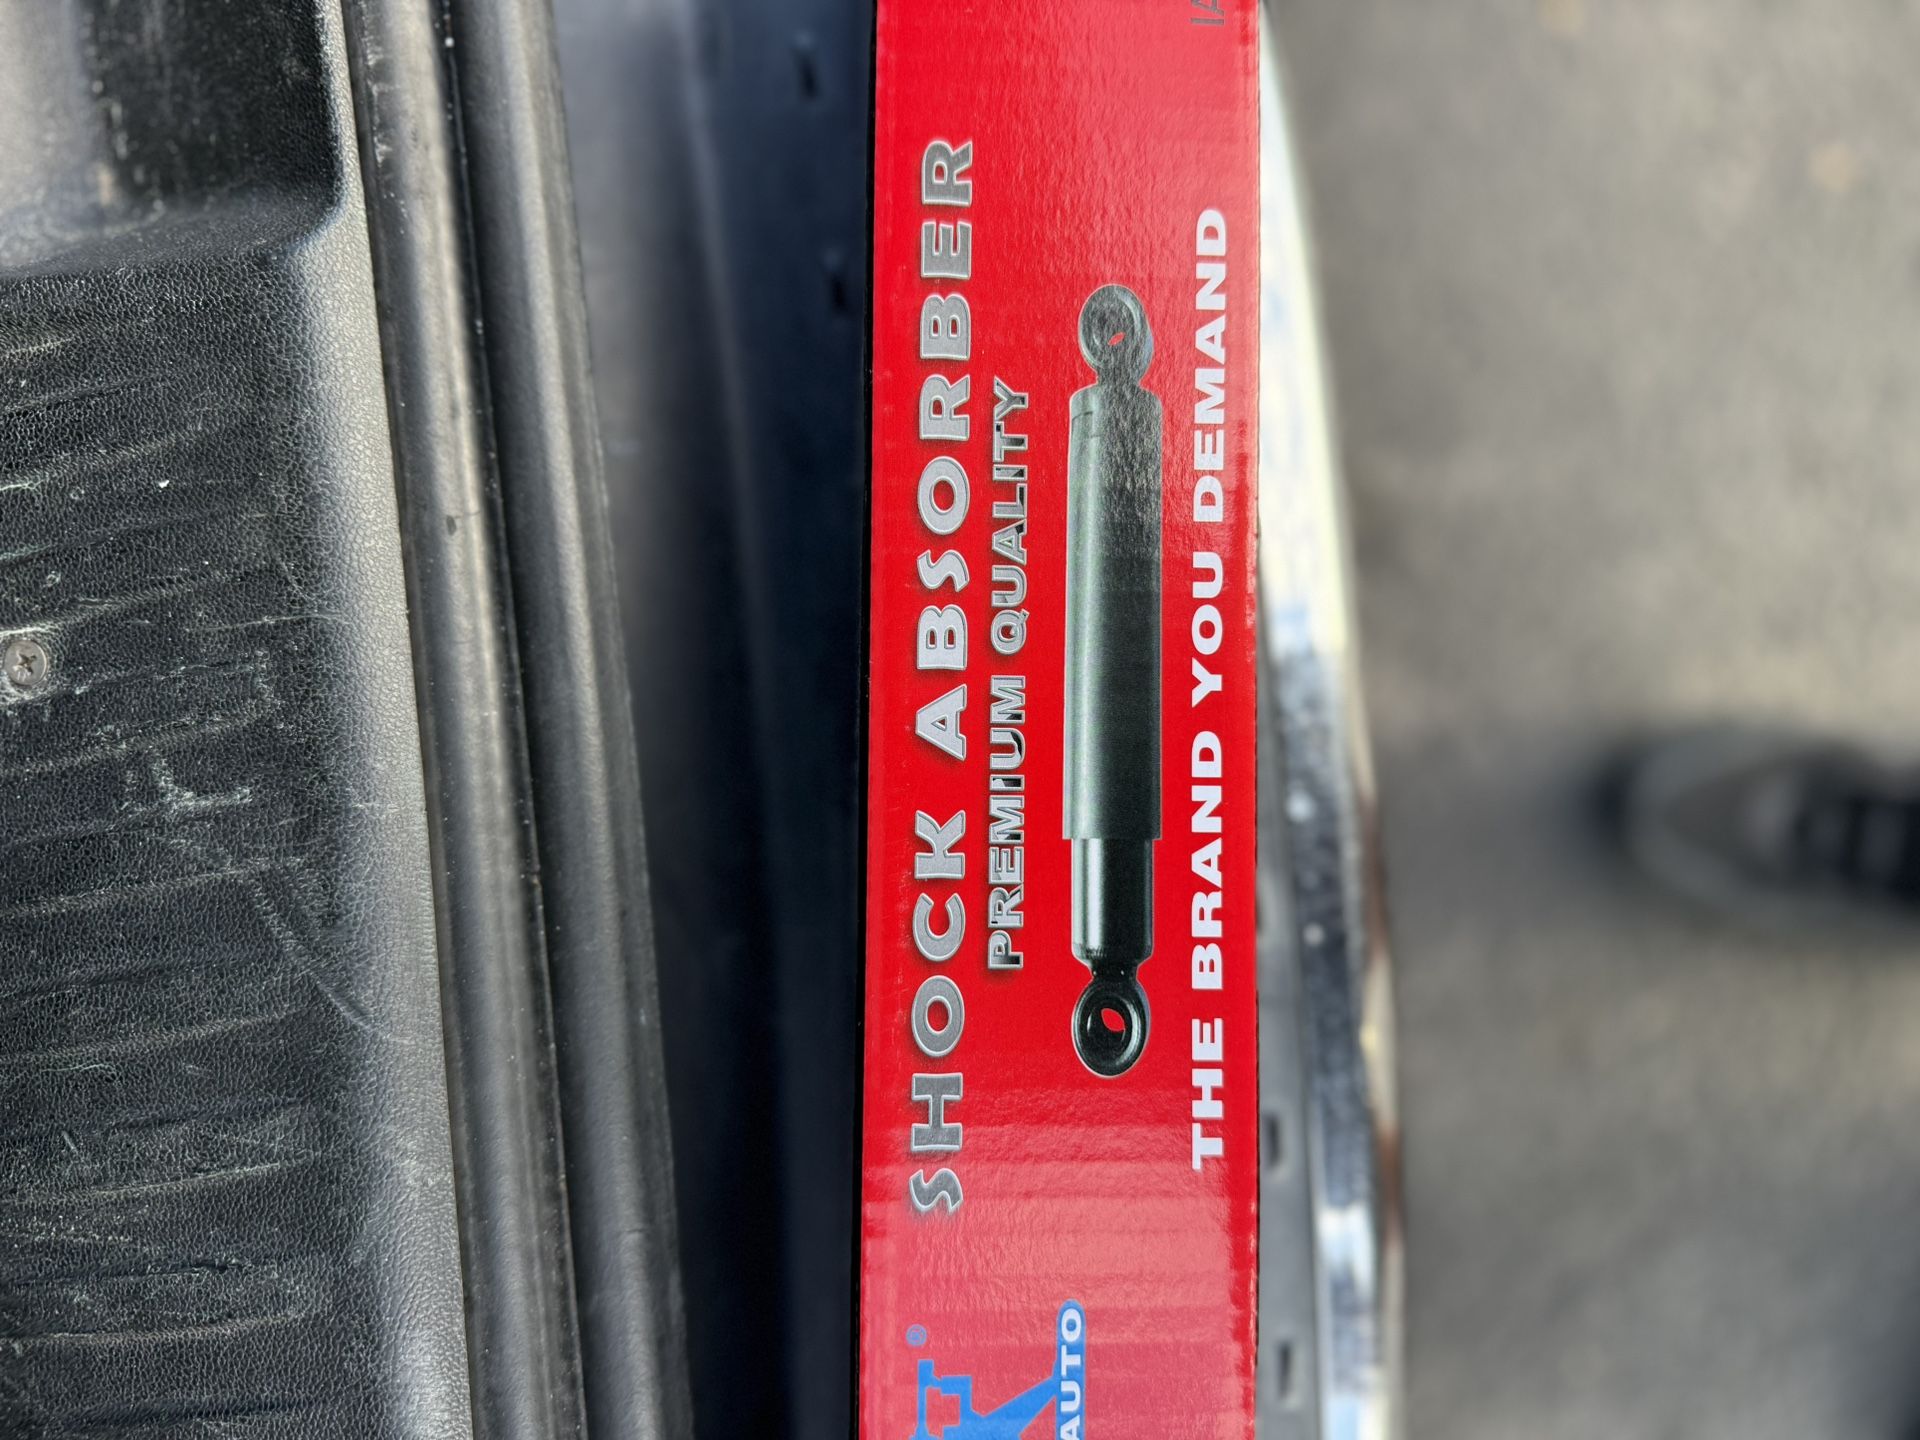 SHOCK ABSORBER
PREMIUM QUALITY
THE BRAND YOU DEMAND
®
AUTO